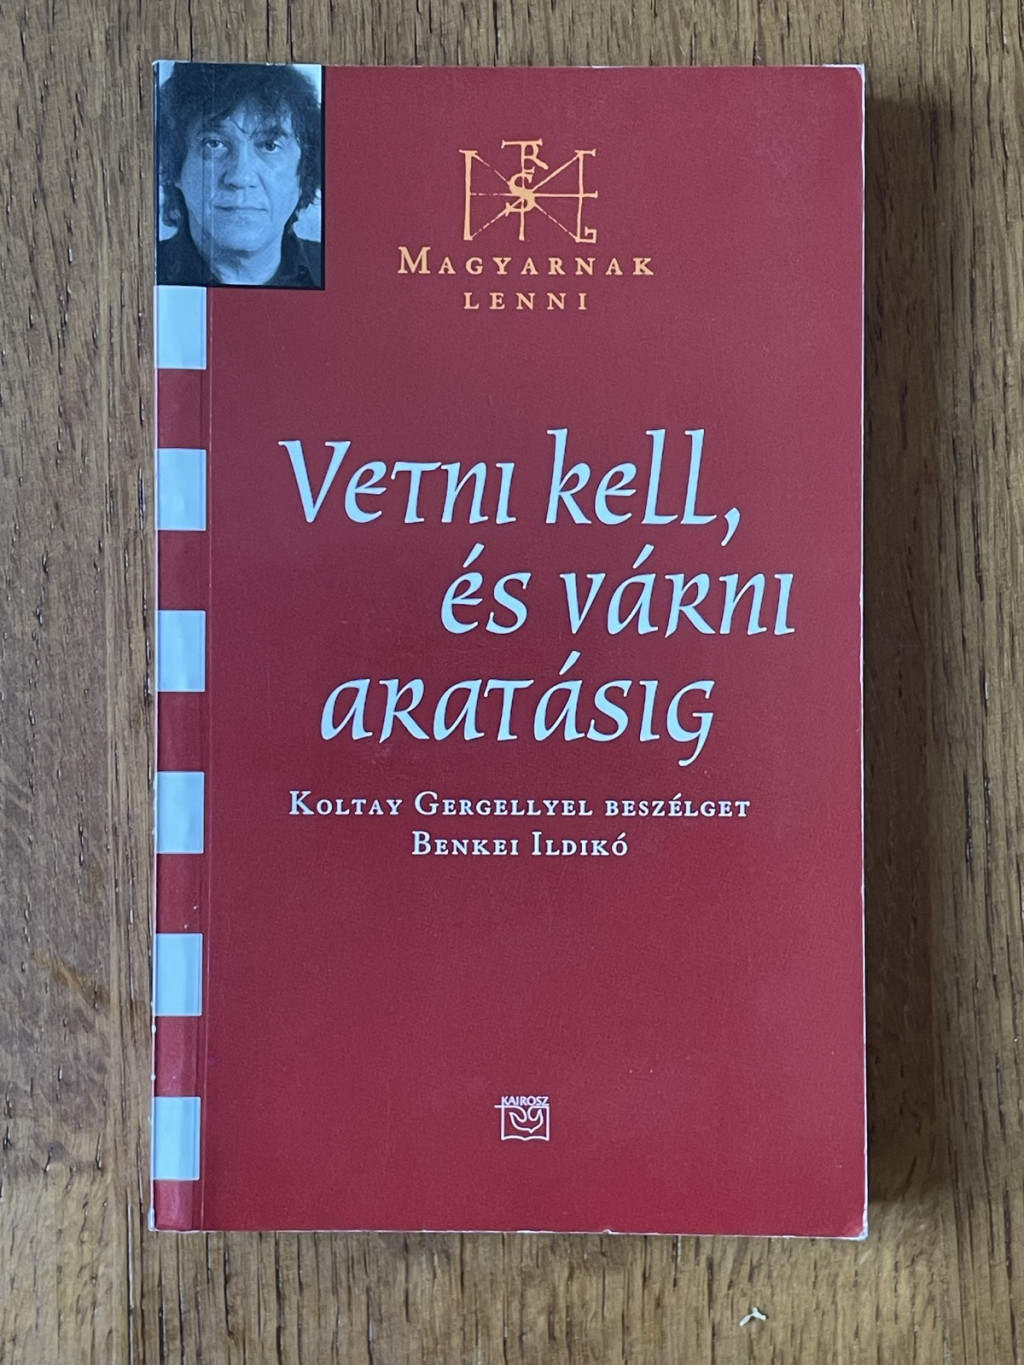 MAGYARNAK
LENNI
Vetni kell,
és várni
aratásig
KOLTAY GERGELLYEL BESZÉLGET
BENKEI ILDIKÓ
KAIROSZ